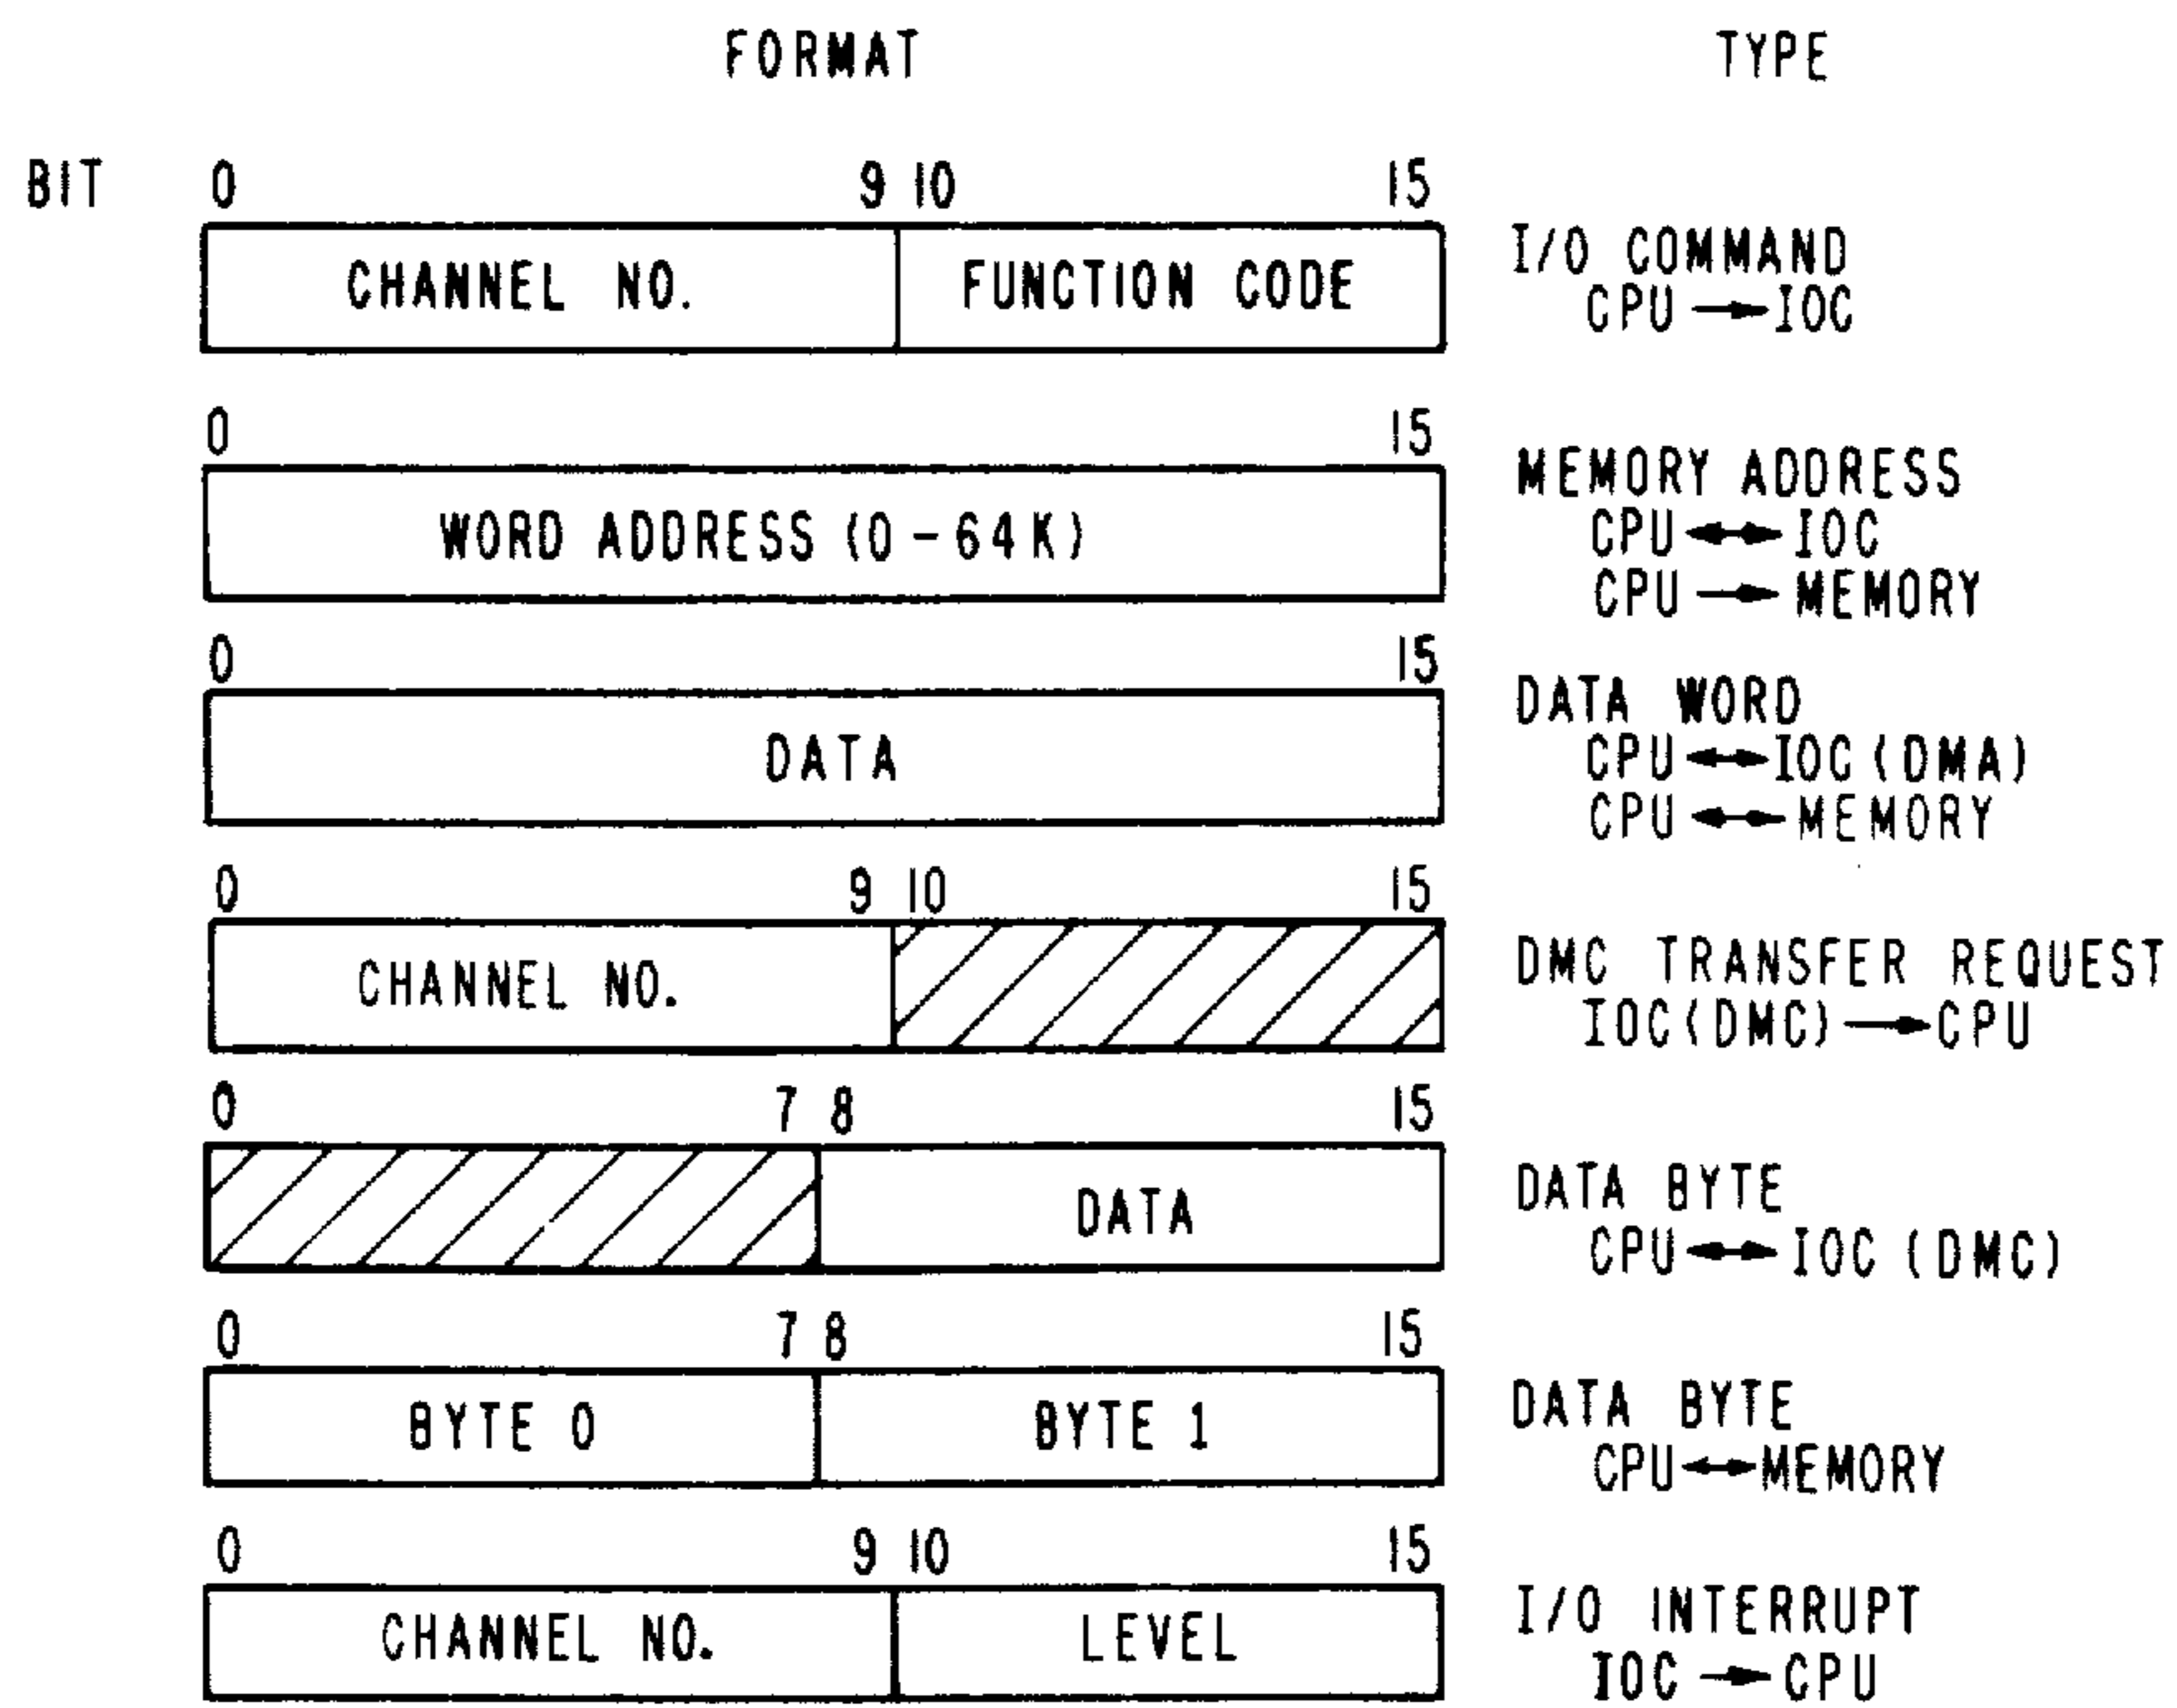 FORMAT TYPE
BIT 0 9 10 15
CHANNEL NO. FUNCTION CODE
I/O COMMAND
CPU → IOC
0 15
WORD ADDRESS (0 - 64K)
MEMORY ADDRESS
CPU ↔ IOC
CPU → MEMORY
0 15
DATA
DATA WORD
CPU ↔ IOC (DMA)
CPU ↔ MEMORY
0 9 10 15
CHANNEL NO.
DMC TRANSFER REQUEST
IOC(DMC) → CPU
0 7 8 15
DATA
DATA BYTE
CPU ↔ IOC (DMC)
0 7 8 15
BYTE 0 BYTE 1
DATA BYTE
CPU ↔ MEMORY
0 9 10 15
CHANNEL NO. LEVEL
I/O INTERRUPT
IOC → CPU